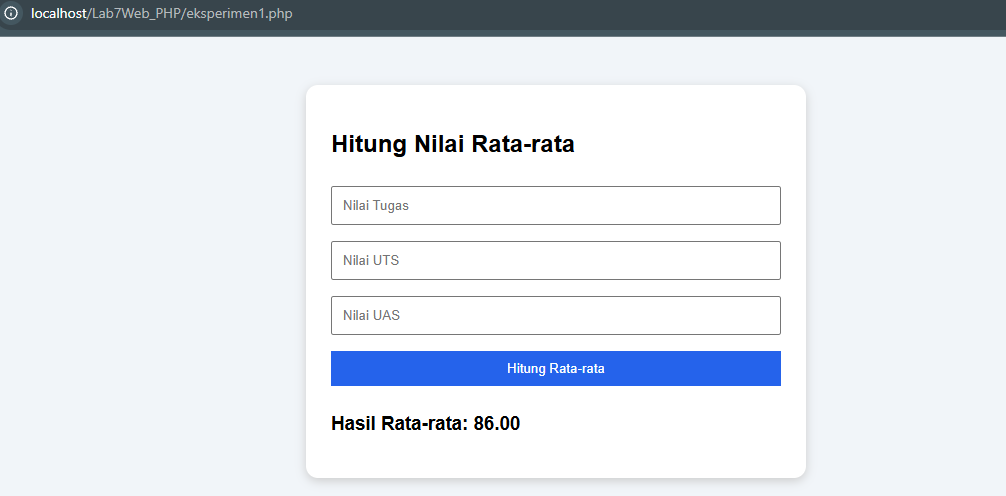 localhost/Lab7Web_PHP/eksperimen1.php
Hitung Nilai Rata-rata
Nilai Tugas
Nilai UTS
Nilai UAS
Hitung Rata-rata
Hasil Rata-rata: 86.00